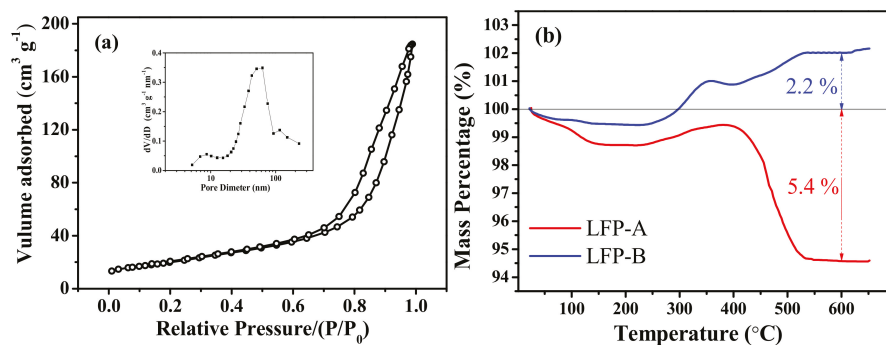 (a)
200
180
160
120
80
40
0
0.0 0.2 0.4 0.6 0.8 1.0
Vulume adsorbed (cm³ g⁻¹)
Relative Pressure/(P/P₀)
0.4
0.3
0.2
0.1
0.0
10 100
dV/dD (cm³ g⁻¹ nm⁻¹)
Pore Dimeter (nm)
(b)
102
101
100
99
98
97
96
95
94
100 200 300 400 500 600
Mass Percentage (%)
Temperature (°C)
2.2 %
5.4 %
LFP-A
LFP-B